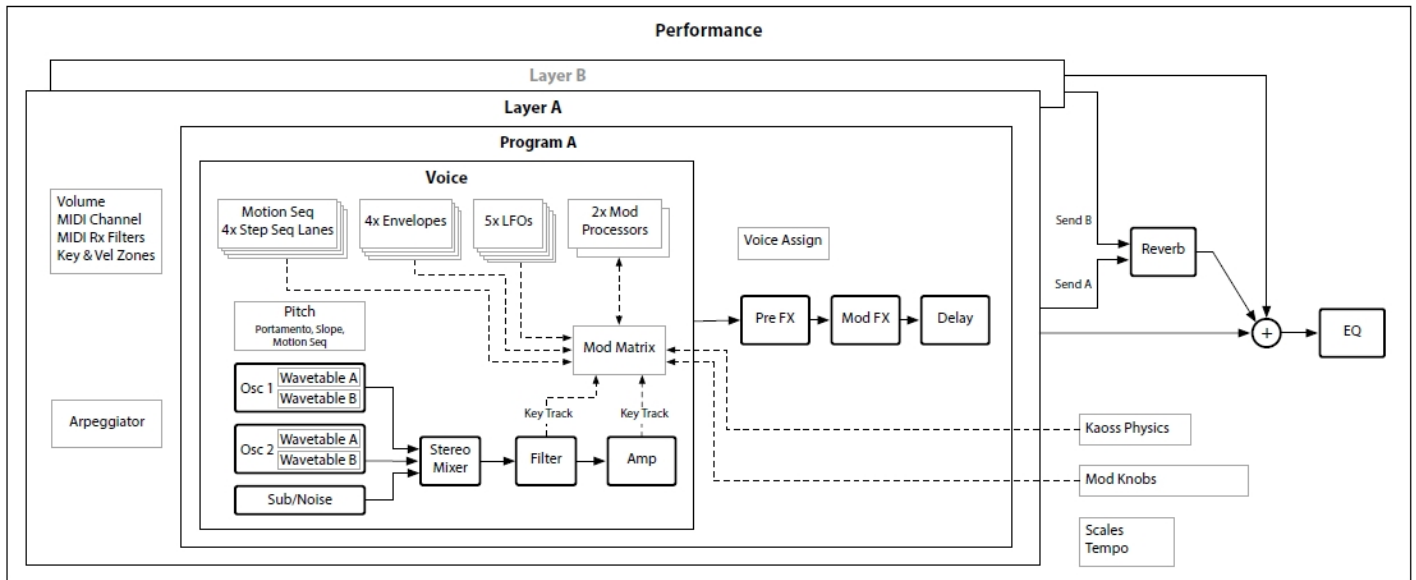 Performance
Layer B
Layer A
Program A
Voice
Volume
MIDI Channel
MIDI Rx Filters
Key & Vel Zones
Motion Seq
4x Step Seq Lanes
4x Envelopes
5x LFOs
2x Mod
Processors
Voice Assign
Send B
Reverb
Send A
Pitch
Portamento, Slope,
Motion Seq
Mod Matrix
Pre FX
Mod FX
Delay
+
EQ
Osc 1
Wavetable A
Wavetable B
Arpeggiator
Key Track
Key Track
Kaoss Physics
Osc 2
Wavetable A
Wavetable B
Stereo
Mixer
Filter
Amp
Mod Knobs
Sub/Noise
Scales
Tempo